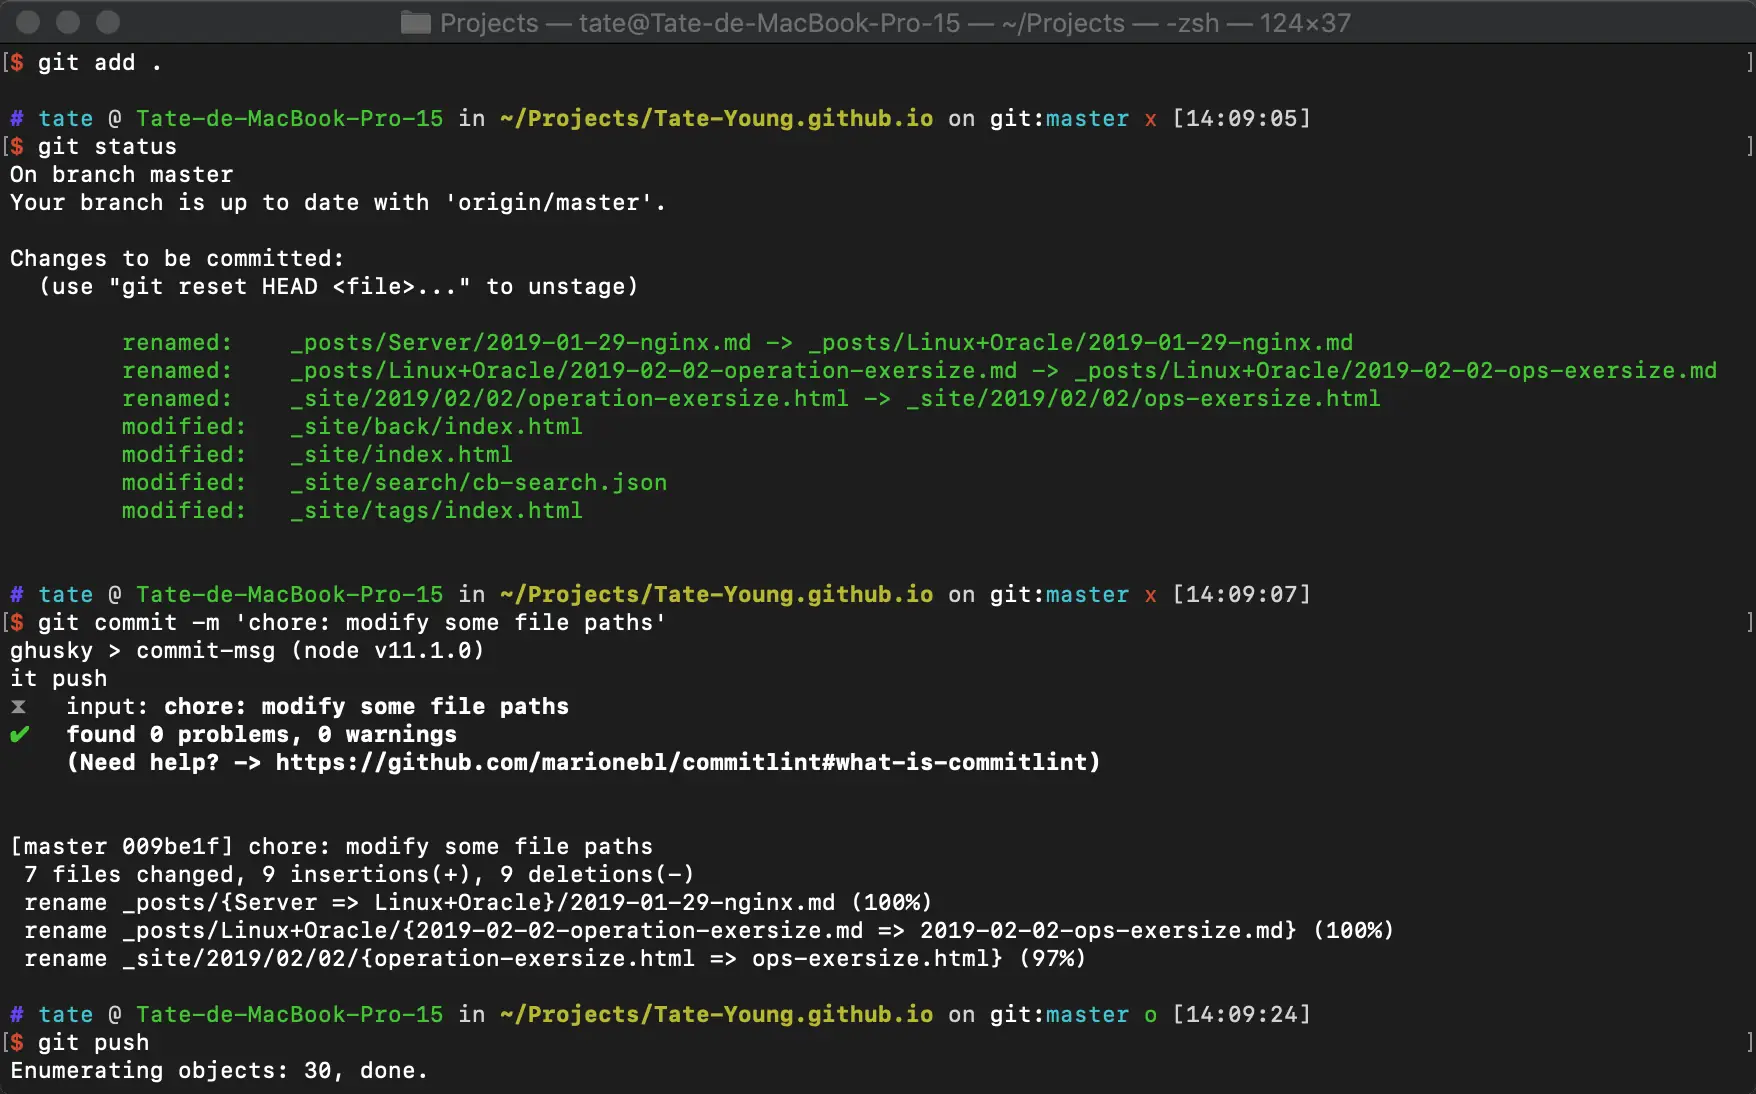 Projects — tate@Tate-de-MacBook-Pro-15 — ~/Projects — -zsh — 124×37
[$ git add . ]
# tate @ Tate-de-MacBook-Pro-15 in ~/Projects/Tate-Young.github.io on git:master x [14:09:05]
[$ git status ]
On branch master
Your branch is up to date with 'origin/master'.
Changes to be committed:
(use "git reset HEAD <file>..." to unstage)
renamed: _posts/Server/2019-01-29-nginx.md -> _posts/Linux+Oracle/2019-01-29-nginx.md
renamed: _posts/Linux+Oracle/2019-02-02-operation-exersize.md -> _posts/Linux+Oracle/2019-02-02-ops-exersize.md
renamed: _site/2019/02/02/operation-exersize.html -> _site/2019/02/02/ops-exersize.html
modified: _site/back/index.html
modified: _site/index.html
modified: _site/search/cb-search.json
modified: _site/tags/index.html
# tate @ Tate-de-MacBook-Pro-15 in ~/Projects/Tate-Young.github.io on git:master x [14:09:07]
[$ git commit -m 'chore: modify some file paths' ]
ghusky > commit-msg (node v11.1.0)
it push
⧗ input: chore: modify some file paths
✔ found 0 problems, 0 warnings
(Need help? -> https://github.com/marionebl/commitlint#what-is-commitlint)
[master 009be1f] chore: modify some file paths
7 files changed, 9 insertions(+), 9 deletions(-)
rename _posts/{Server => Linux+Oracle}/2019-01-29-nginx.md (100%)
rename _posts/Linux+Oracle/{2019-02-02-operation-exersize.md => 2019-02-02-ops-exersize.md} (100%)
rename _site/2019/02/02/{operation-exersize.html => ops-exersize.html} (97%)
# tate @ Tate-de-MacBook-Pro-15 in ~/Projects/Tate-Young.github.io on git:master o [14:09:24]
[$ git push ]
Enumerating objects: 30, done.